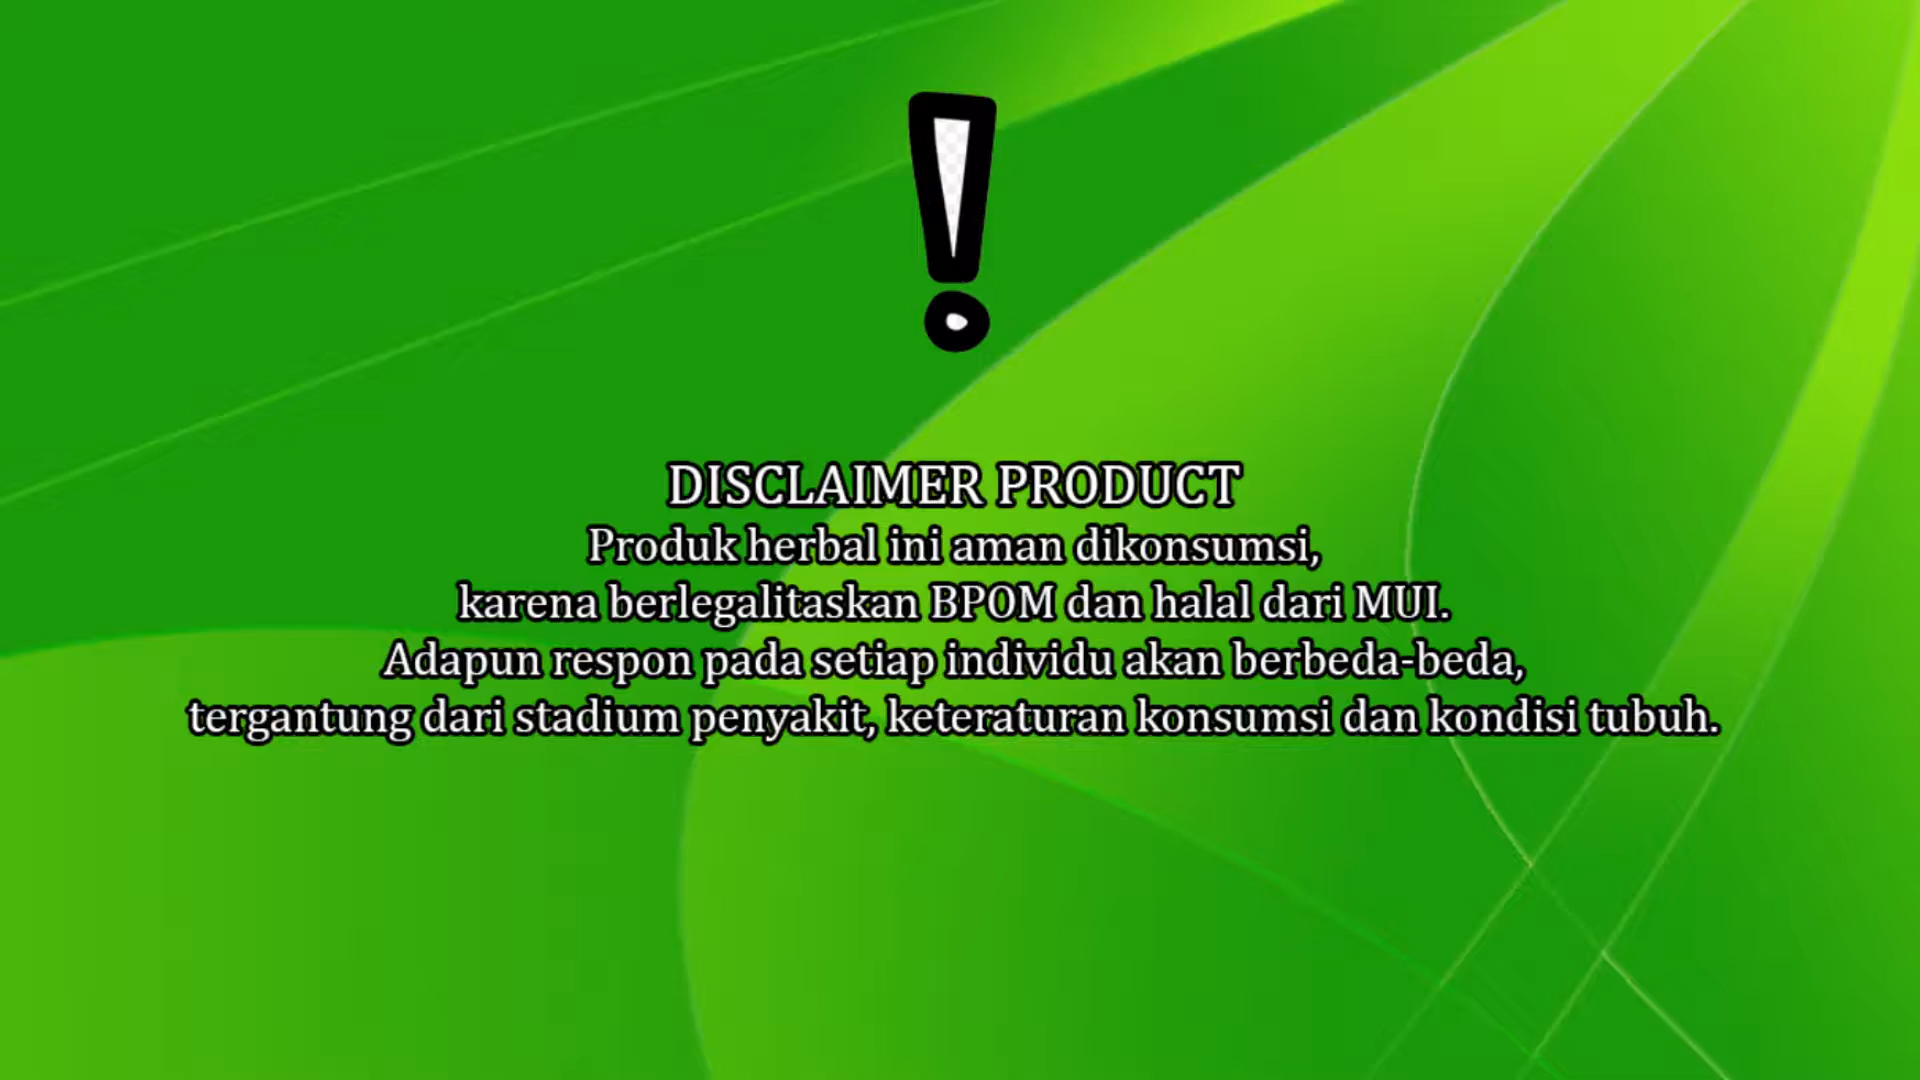 !
DISCLAIMER PRODUCT
Produk herbal ini aman dikonsumsi,
karena berlegalitaskan BPOM dan halal dari MUI.
Adapun respon pada setiap individu akan berbeda-beda,
tergantung dari stadium penyakit, keteraturan konsumsi dan kondisi tubuh.